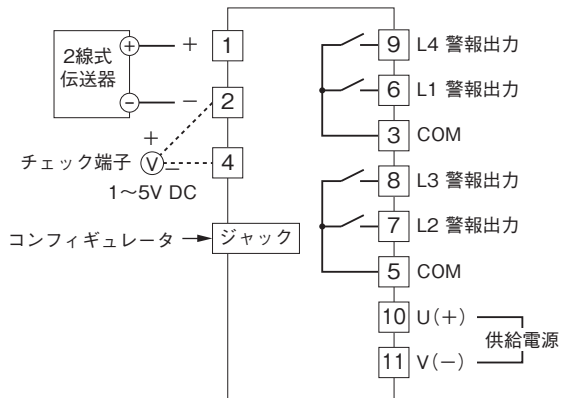 2線式
伝送器
+
−
+
−
1
2
4
+
チェック端子
V
−
1〜5V DC
コンフィギュレータ
ジャック
9 L4 警報出力
6 L1 警報出力
3 COM
8 L3 警報出力
7 L2 警報出力
5 COM
10 U(+)
供給電源
11 V(−)